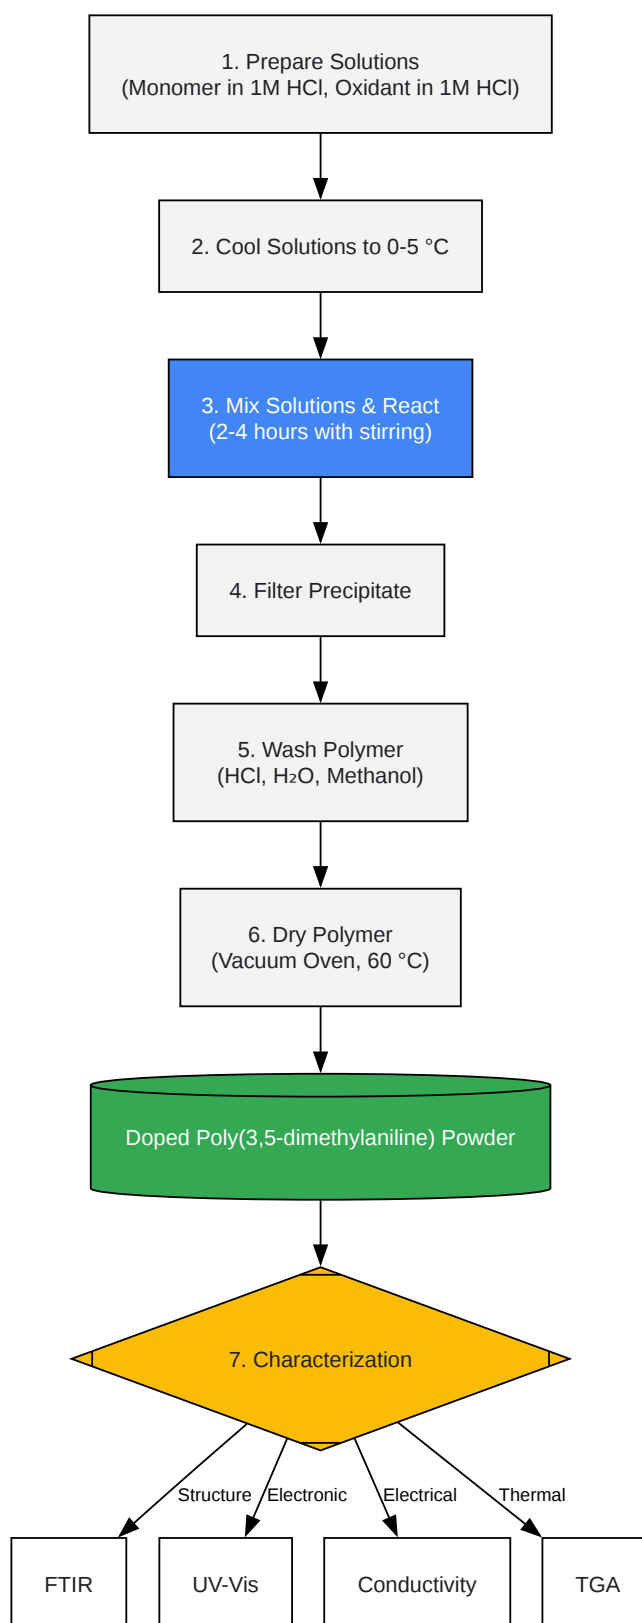 1. Prepare Solutions
(Monomer in 1M HCl, Oxidant in 1M HCl)
2. Cool Solutions to 0-5 °C
3. Mix Solutions & React
(2-4 hours with stirring)
4. Filter Precipitate
5. Wash Polymer
(HCl, H₂O, Methanol)
6. Dry Polymer
(Vacuum Oven, 60 °C)
Doped Poly(3,5-dimethylaniline) Powder
7. Characterization
Structure
Electronic
Electrical
Thermal
FTIR
UV-Vis
Conductivity
TGA